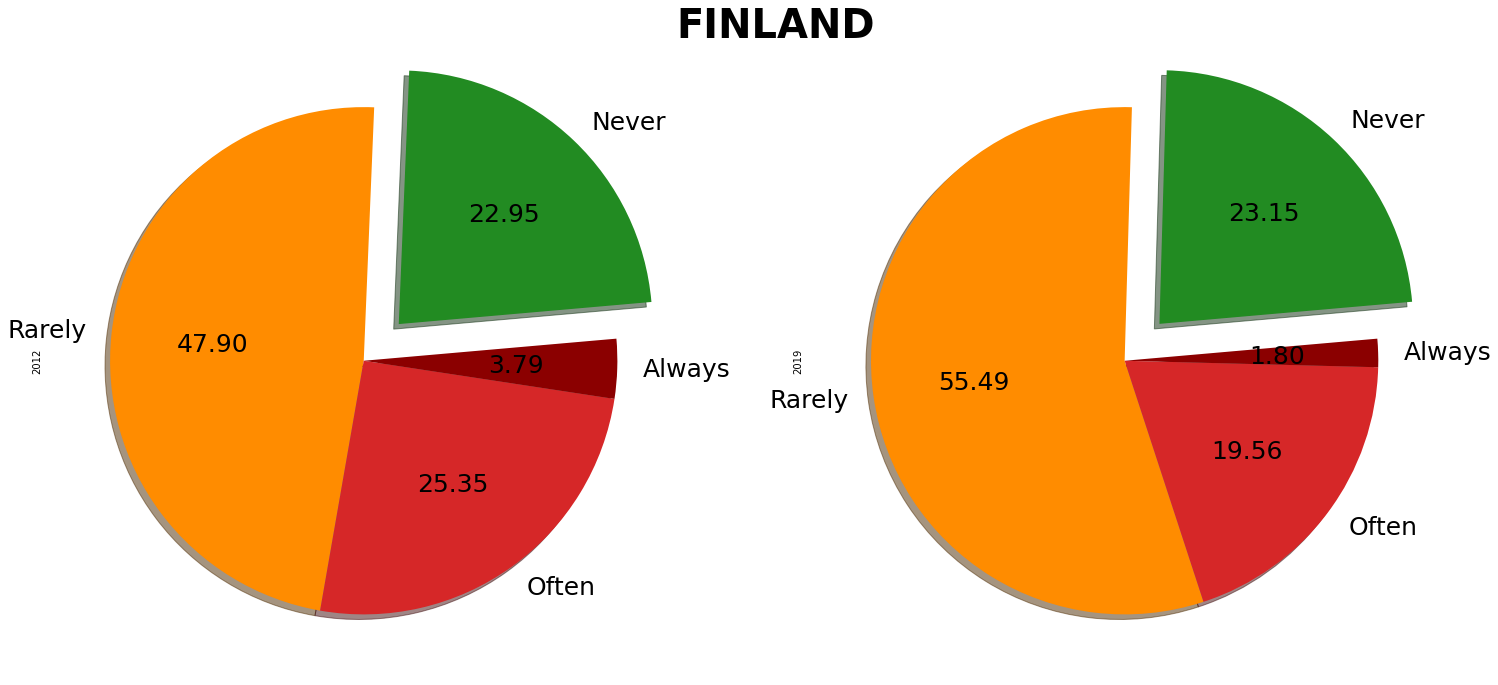 FINLAND
Never
22.95
Rarely
47.90
2012
3.79
Always
25.35
Often
Never
23.15
2019
1.80
Always
55.49
Rarely
19.56
Often